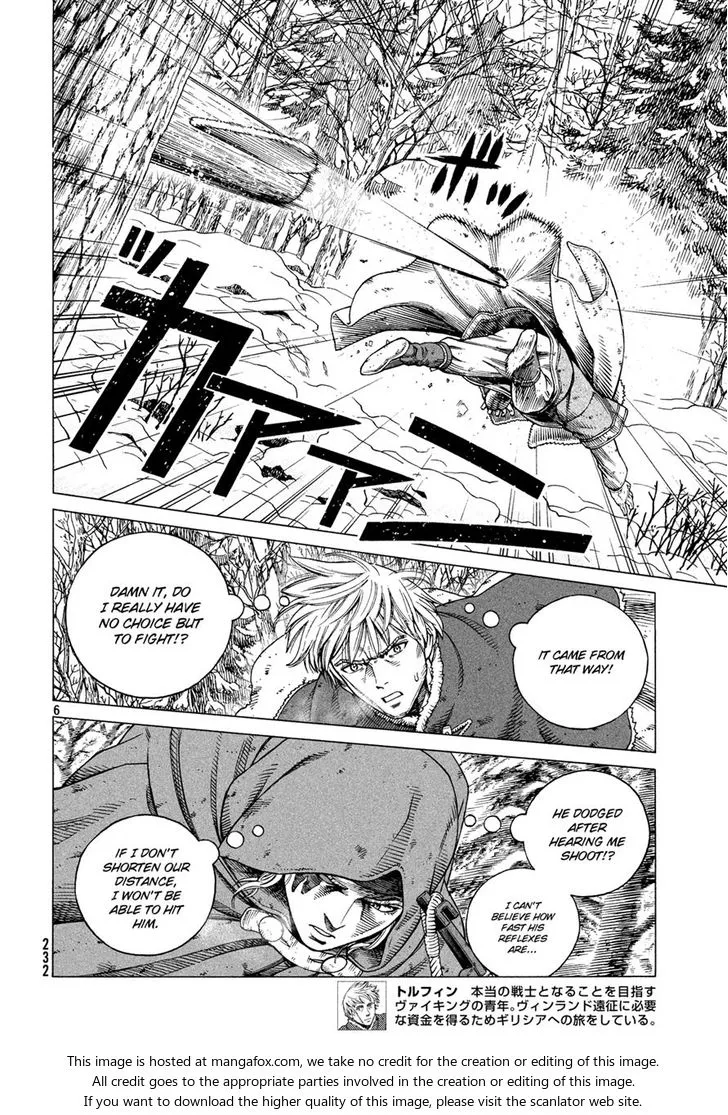 ボッ
ッカアアァン
IT CAME FROM
THAT WAY!
DAMN IT, DO
I REALLY HAVE
NO CHOICE BUT
TO FIGHT!?
6
HE DODGED
AFTER
HEARING ME
SHOOT!?
I CAN'T
BELIEVE HOW
FAST HIS
REFLEXES
ARE...
IF I DON'T
SHORTEN OUR
DISTANCE,
I WON'T BE
ABLE TO HIT
HIM.
232
トルフィン 本当の戦士となることを目指す
ヴァイキングの青年。ヴィンランド遠征に必要
な資金を得るためギリシアへの旅をしている。
This image is hosted at mangafox.com, we take no credit for the creation or editing of this image.
All credit goes to the appropriate parties involved in the creation or editing of this image.
If you want to download the higher quality of this image, please visit the scanlator web site.